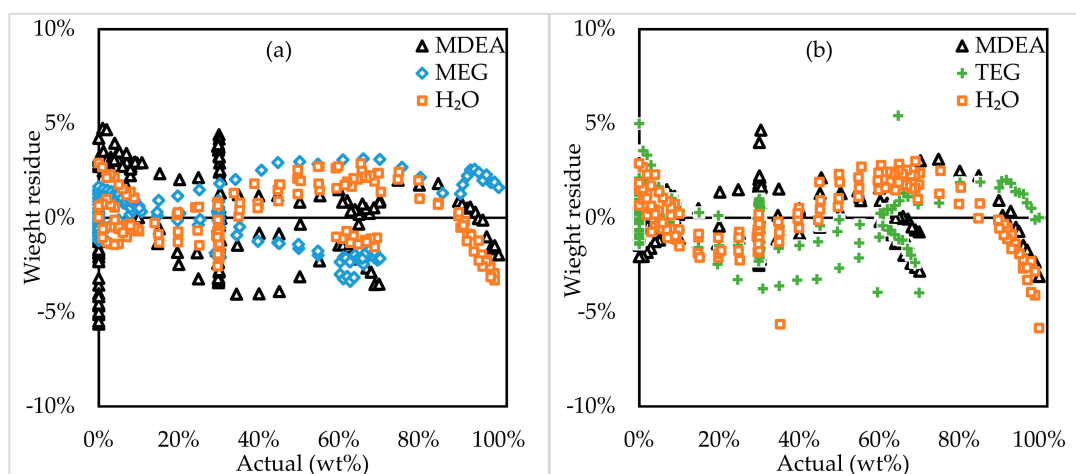 10%
5%
0%
-5%
-10%
Wieght residue
(a)
MDEA
MEG
H₂O
0%
20%
40%
60%
80%
100%
Actual (wt%)
10%
5%
0%
-5%
-10%
Wieght residue
(b)
MDEA
TEG
H₂O
0%
20%
40%
60%
80%
100%
Actual (wt%)